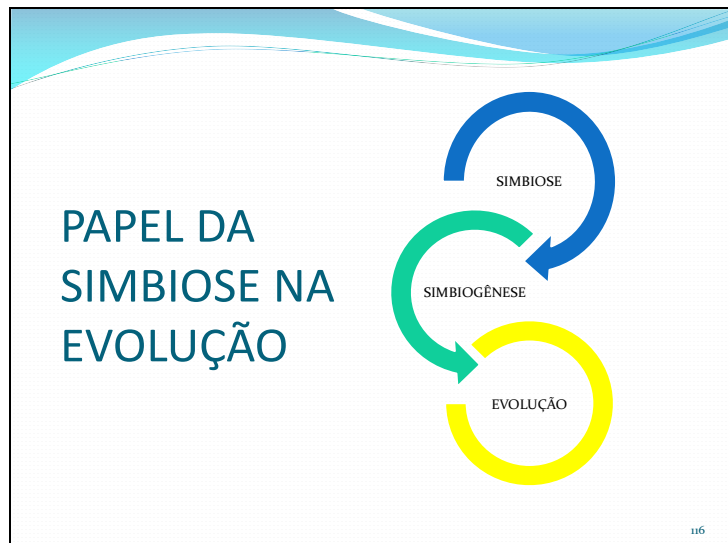 PAPEL DA
SIMBIOSE NA
EVOLUÇÃO
SIMBIOSE
SIMBIOGÊNESE
EVOLUÇÃO
116